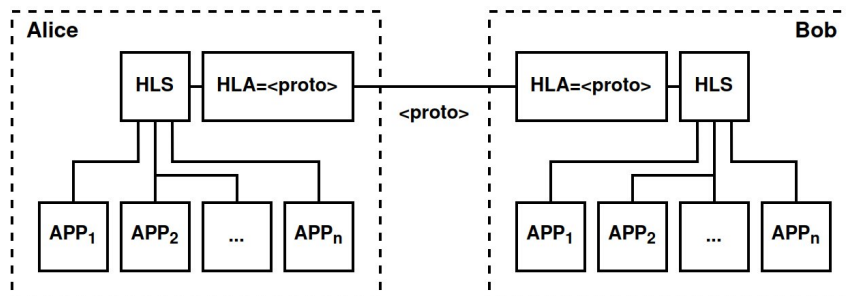 Alice
Bob
HLS
HLA=<proto>
<proto>
HLA=<proto>
HLS
APP₁
APP₂
...
APPₙ
APP₁
APP₂
...
APPₙ